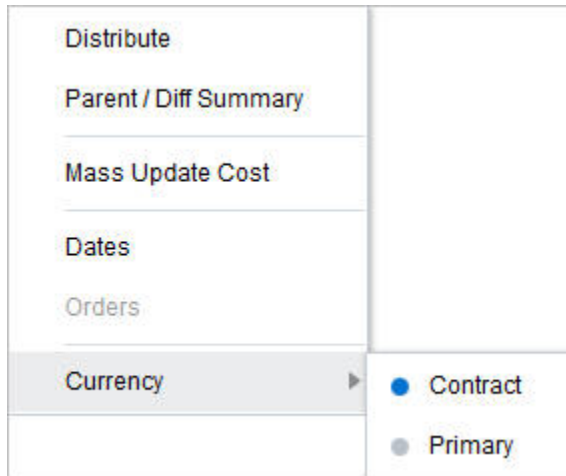 Distribute
Parent / Diff Summary
Mass Update Cost
Dates
Orders
Currency
Contract
Primary